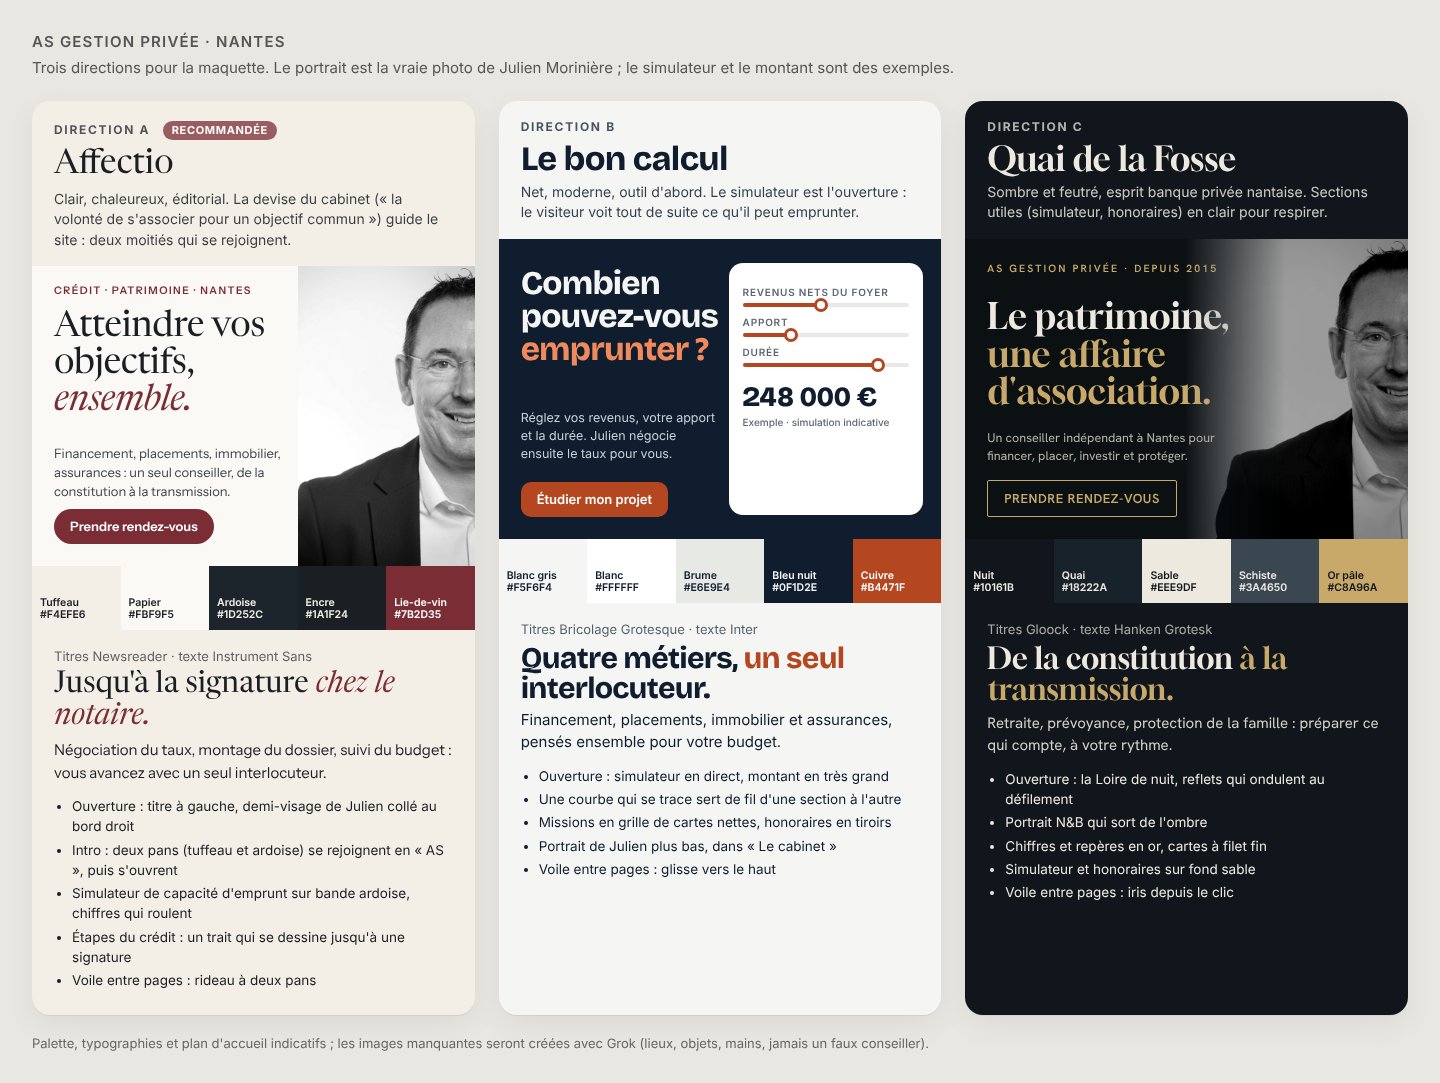 AS GESTION PRIVÉE · NANTES
Trois directions pour la maquette. Le portrait est la vraie photo de Julien Morinière ; le simulateur et le montant sont des exemples.
DIRECTION A RECOMMANDÉE
Affectio
Clair, chaleureux, éditorial. La devise du cabinet (« la
volonté de s'associer pour un objectif commun ») guide le
site : deux moitiés qui se rejoignent.
CRÉDIT · PATRIMOINE · NANTES
Atteindre vos
objectifs,
ensemble.
Financement, placements, immobilier,
assurances : un seul conseiller, de la
constitution à la transmission.
Prendre rendez-vous
Tuffeau
#F4EFE6
Papier
#FBF9F5
Ardoise
#1D252C
Encre
#1A1F24
Lie-de-vin
#7B2D35
Titres Newsreader · texte Instrument Sans
Jusqu'à la signature chez le
notaire.
Négociation du taux, montage du dossier, suivi du budget :
vous avancez avec un seul interlocuteur.
• Ouverture : titre à gauche, demi-visage de Julien collé au
bord droit
• Intro : deux pans (tuffeau et ardoise) se rejoignent en « AS
», puis s'ouvrent
• Simulateur de capacité d'emprunt sur bande ardoise,
chiffres qui roulent
• Étapes du crédit : un trait qui se dessine jusqu'à une
signature
• Voile entre pages : rideau à deux pans
DIRECTION B
Le bon calcul
Net, moderne, outil d'abord. Le simulateur est l'ouverture :
le visiteur voit tout de suite ce qu'il peut emprunter.
Combien
pouvez-vous
emprunter ?
Réglez vos revenus, votre apport
et la durée. Julien négocie
ensuite le taux pour vous.
Étudier mon projet
REVENUS NETS DU FOYER
APPORT
DURÉE
248 000 €
Exemple · simulation indicative
Blanc gris
#F5F6F4
Blanc
#FFFFFF
Brume
#E6E9E4
Bleu nuit
#0F1D2E
Cuivre
#B4471F
Titres Bricolage Grotesque · texte Inter
Quatre métiers, un seul
interlocuteur.
Financement, placements, immobilier et assurances,
pensés ensemble pour votre budget.
• Ouverture : simulateur en direct, montant en très grand
• Une courbe qui se trace sert de fil d'une section à l'autre
• Missions en grille de cartes nettes, honoraires en tiroirs
• Portrait de Julien plus bas, dans « Le cabinet »
• Voile entre pages : glisse vers le haut
DIRECTION C
Quai de la Fosse
Sombre et feutré, esprit banque privée nantaise. Sections
utiles (simulateur, honoraires) en clair pour respirer.
AS GESTION PRIVÉE · DEPUIS 2015
Le patrimoine,
une affaire
d'association.
Un conseiller indépendant à Nantes pour
financer, placer, investir et protéger.
PRENDRE RENDEZ-VOUS
Nuit
#10161B
Quai
#18222A
Sable
#EEE9DF
Schiste
#3A4650
Or pâle
#C8A96A
Titres Gloock · texte Hanken Grotesk
De la constitution à la
transmission.
Retraite, prévoyance, protection de la famille : préparer ce
qui compte, à votre rythme.
• Ouverture : la Loire de nuit, reflets qui ondulent au
défilement
• Portrait N&B qui sort de l'ombre
• Chiffres et repères en or, cartes à filet fin
• Simulateur et honoraires sur fond sable
• Voile entre pages : iris depuis le clic
Palette, typographies et plan d'accueil indicatifs ; les images manquantes seront créées avec Grok (lieux, objets, mains, jamais un faux conseiller).